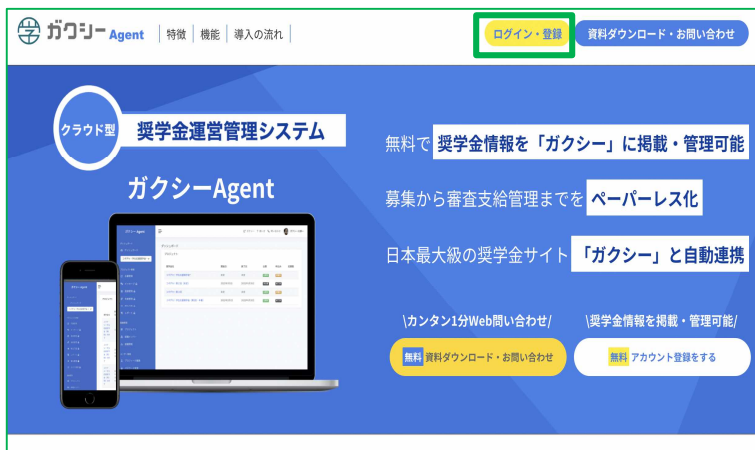 ガクシー Agent
特徴
機能
導入の流れ
ログイン・登録
資料ダウンロード・お問い合わせ
クラウド型
奨学金運営管理システム
ガクシーAgent
無料で 奨学金情報を「ガクシー」に掲載・管理可能
募集から審査支給管理までを ペーパーレス化
日本最大級の奨学金サイト 「ガクシー」と自動連携
\カンタン1分Web問い合わせ/
無料 資料ダウンロード・お問い合わせ
\奨学金情報を掲載・管理可能/
無料 アカウント登録をする